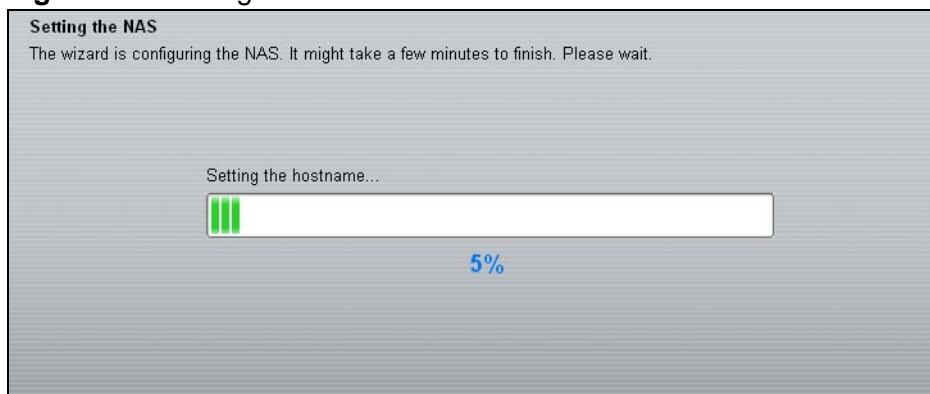 Setting the NAS
The wizard is configuring the NAS. It might take a few minutes to finish. Please wait.
Setting the hostname...
5%